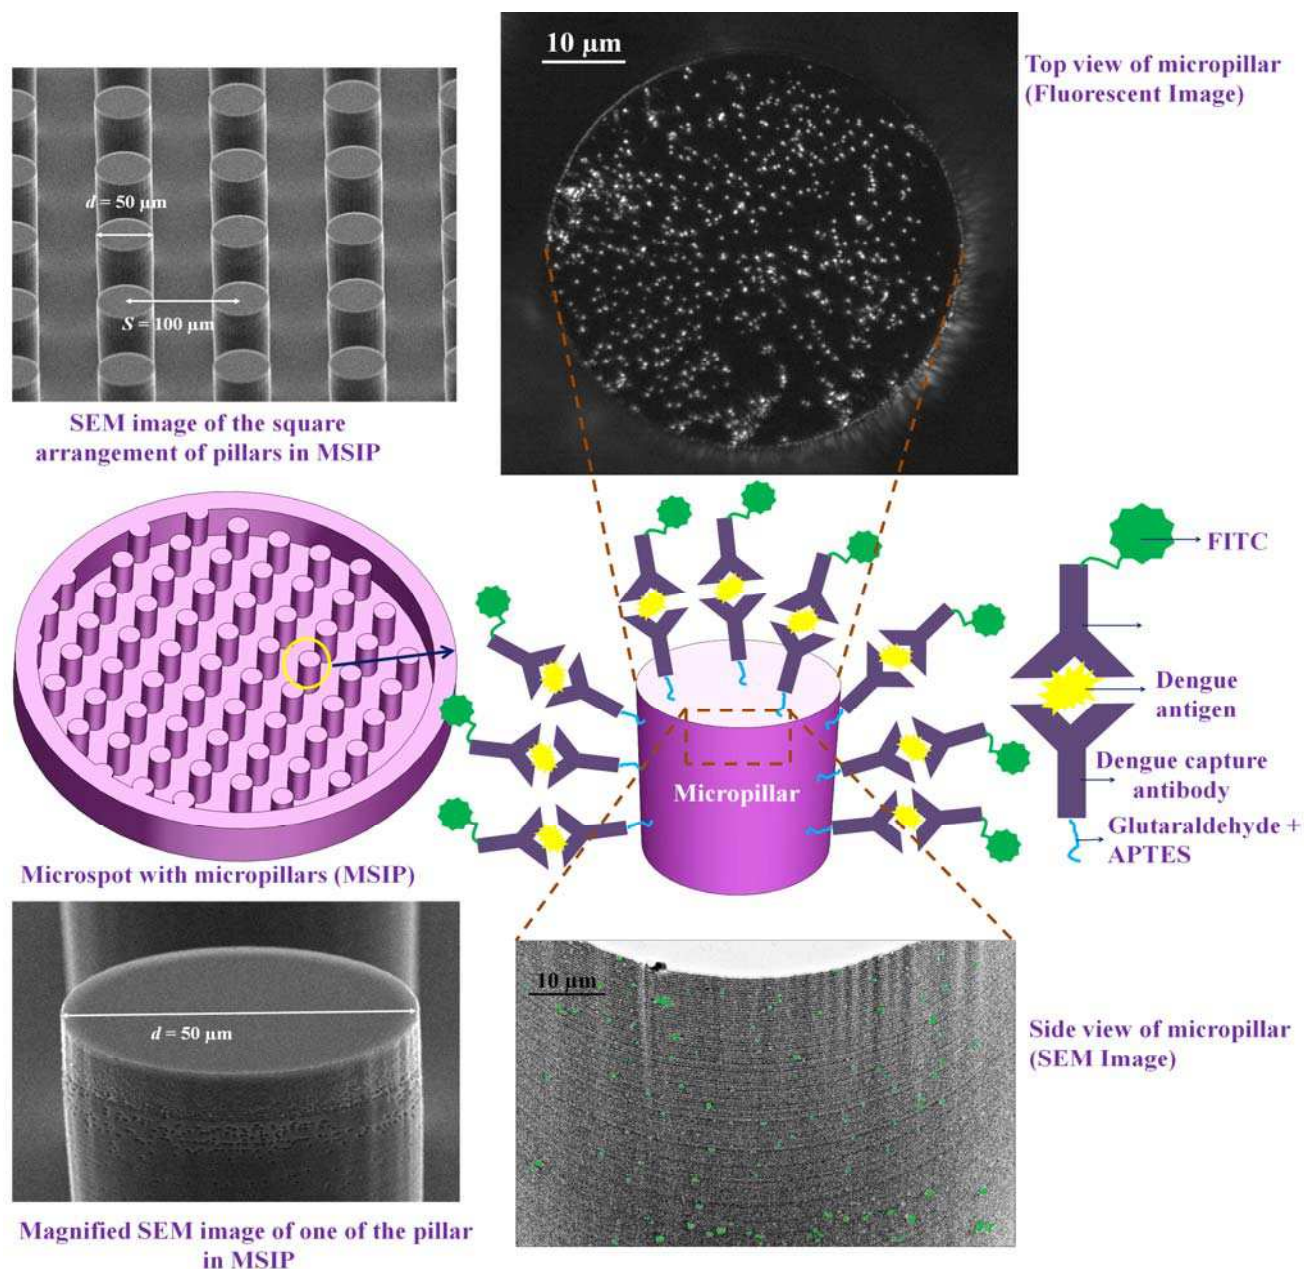 10 µm
Top view of micropillar
(Fluorescent Image)
d = 50 µm
S = 100 µm
SEM image of the square
arrangement of pillars in MSIP
FITC
Dengue
antigen
Dengue capture
antibody
Glutaraldehyde +
APTES
Micropillar
Microspot with micropillars (MSIP)
10 µm
d = 50 µm
Side view of micropillar
(SEM Image)
Magnified SEM image of one of the pillar
in MSIP